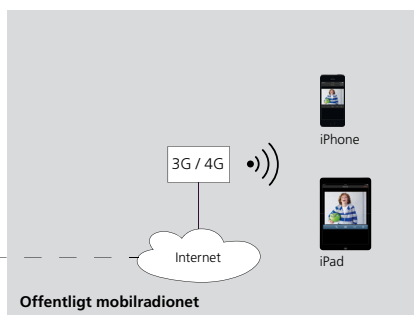 iPhone
3G / 4G
Internet
iPad
Offentligt mobilradionet